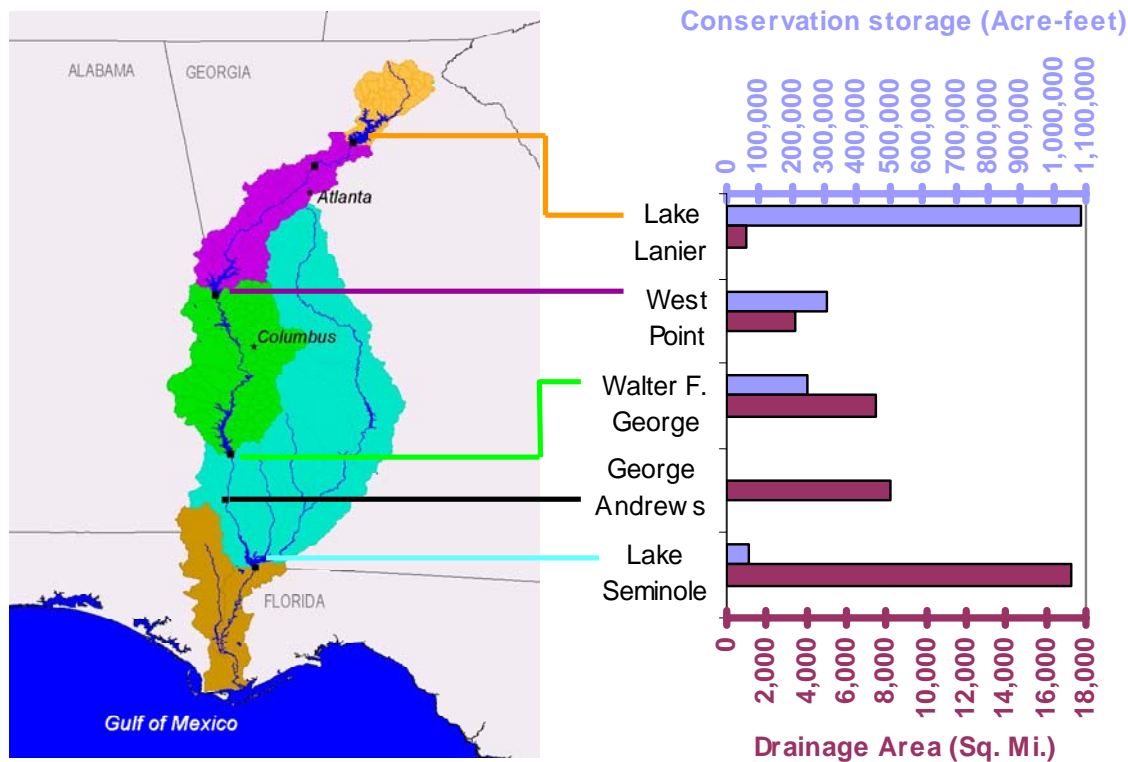 ALABAMA
GEORGIA
Atlanta
Columbus
FLORIDA
Gulf of Mexico
Conservation storage (Acre-feet)
0
100,000
200,000
300,000
400,000
500,000
600,000
700,000
800,000
900,000
1,000,000
1,100,000
Lake
Lanier
West
Point
Walter F.
George
George
Andrews
Lake
Seminole
0
2,000
4,000
6,000
8,000
10,000
12,000
14,000
16,000
18,000
Drainage Area (Sq. Mi.)